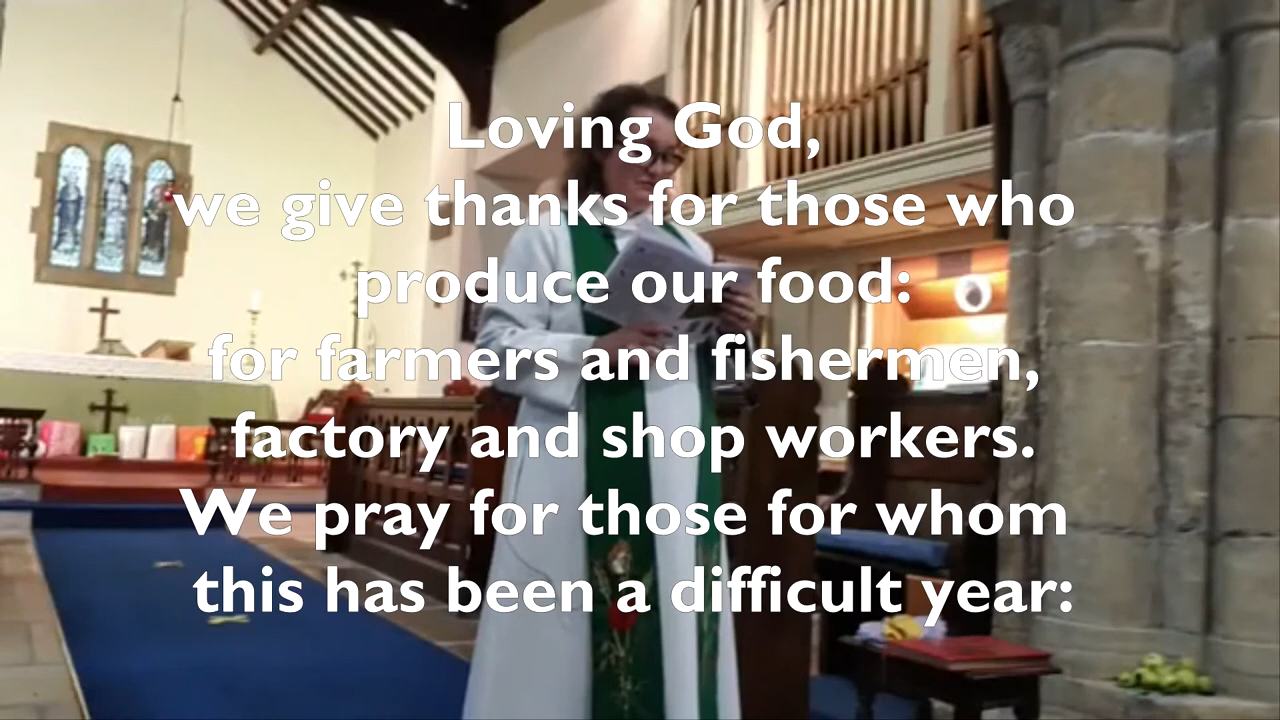 Loving God,
we give thanks for those who
produce our food:
for farmers and fishermen,
factory and shop workers.
We pray for those for whom
this has been a difficult year: